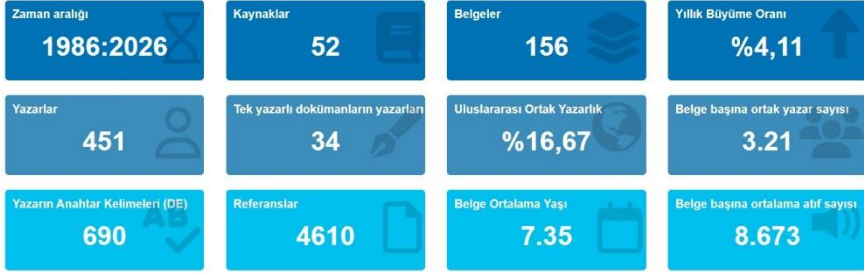 Zaman aralığı
1986:2026
Kaynaklar
52
Belgeler
156
Yıllık Büyüme Oranı
%4,11
Yazarlar
451
Tek yazarlı dokümanların yazarları
34
Uluslararası Ortak Yazarlık
%16,67
Belge başına ortak yazar sayısı
3.21
Yazarın Anahtar Kelimeleri (DE)
690
Referanslar
4610
Belge Ortalama Yaşı
7.35
Belge başına ortalama atıf sayısı
8.673